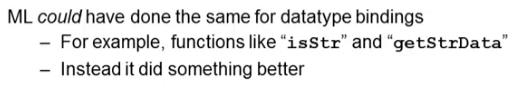 ML could have done the same for datatype bindings
– For example, functions like “isStr” and “getStrData”
– Instead it did something better